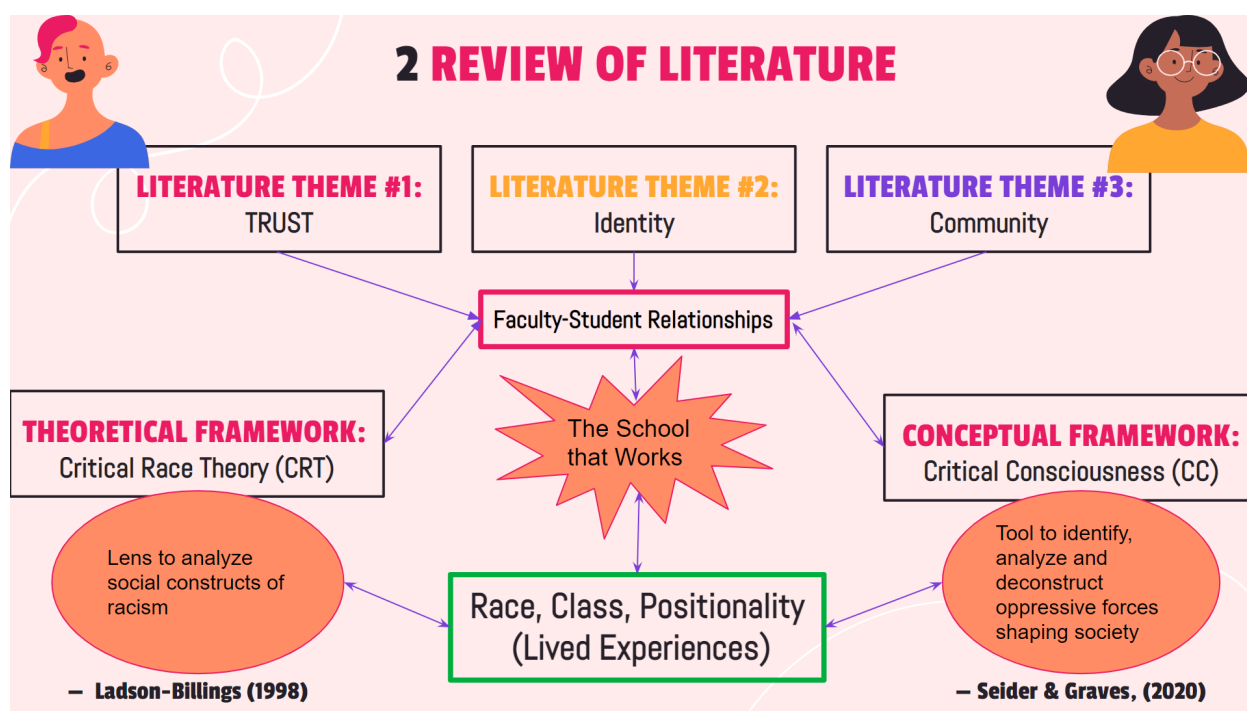 2 REVIEW OF LITERATURE
LITERATURE THEME #1:
TRUST
LITERATURE THEME #2:
Identity
LITERATURE THEME #3:
Community
Faculty-Student Relationships
The School
that Works
THEORETICAL FRAMEWORK:
Critical Race Theory (CRT)
CONCEPTUAL FRAMEWORK:
Critical Consciousness (CC)
Lens to analyze
social constructs of
racism
Race, Class, Positionality
(Lived Experiences)
Tool to identify,
analyze and
deconstruct
oppressive forces
shaping society
– Ladson-Billings (1998)
– Seider & Graves, (2020)